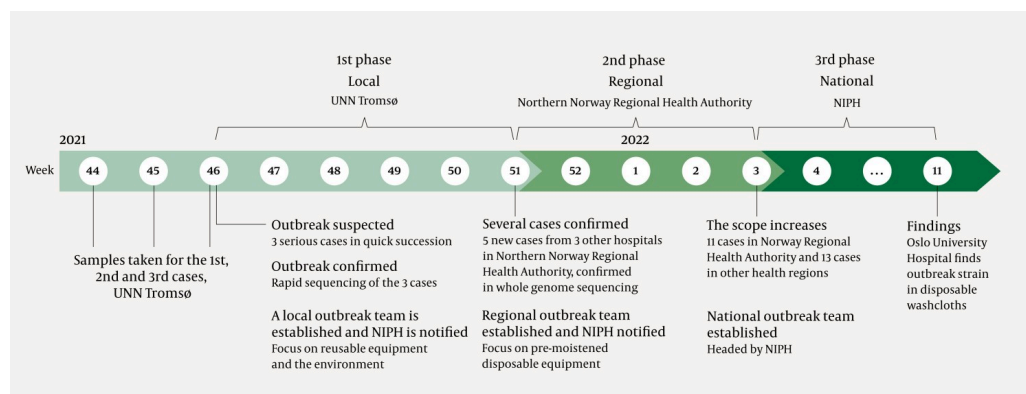 1st phase
Local
UNN Tromsø
2nd phase
Regional
Northern Norway Regional Health Authority
3rd phase
National
NIPH
2021
2022
Week
44
45
46
47
48
49
50
51
52
1
2
3
4
...
11
Samples taken for the 1st,
2nd and 3rd cases,
UNN Tromsø
Outbreak suspected
3 serious cases in quick succession
Outbreak confirmed
Rapid sequencing of the 3 cases
A local outbreak team is
established and NIPH is notified
Focus on reusable equipment
and the environment
Several cases confirmed
5 new cases from 3 other hospitals
in Northern Norway Regional
Health Authority, confirmed
in whole genome sequencing
Regional outbreak team
established and NIPH notified
Focus on pre-moistened
disposable equipment
The scope increases
11 cases in Norway Regional
Health Authority and 13 cases
in other health regions
National outbreak team
established
Headed by NIPH
Findings
Oslo University
Hospital finds
outbreak strain
in disposable
washcloths